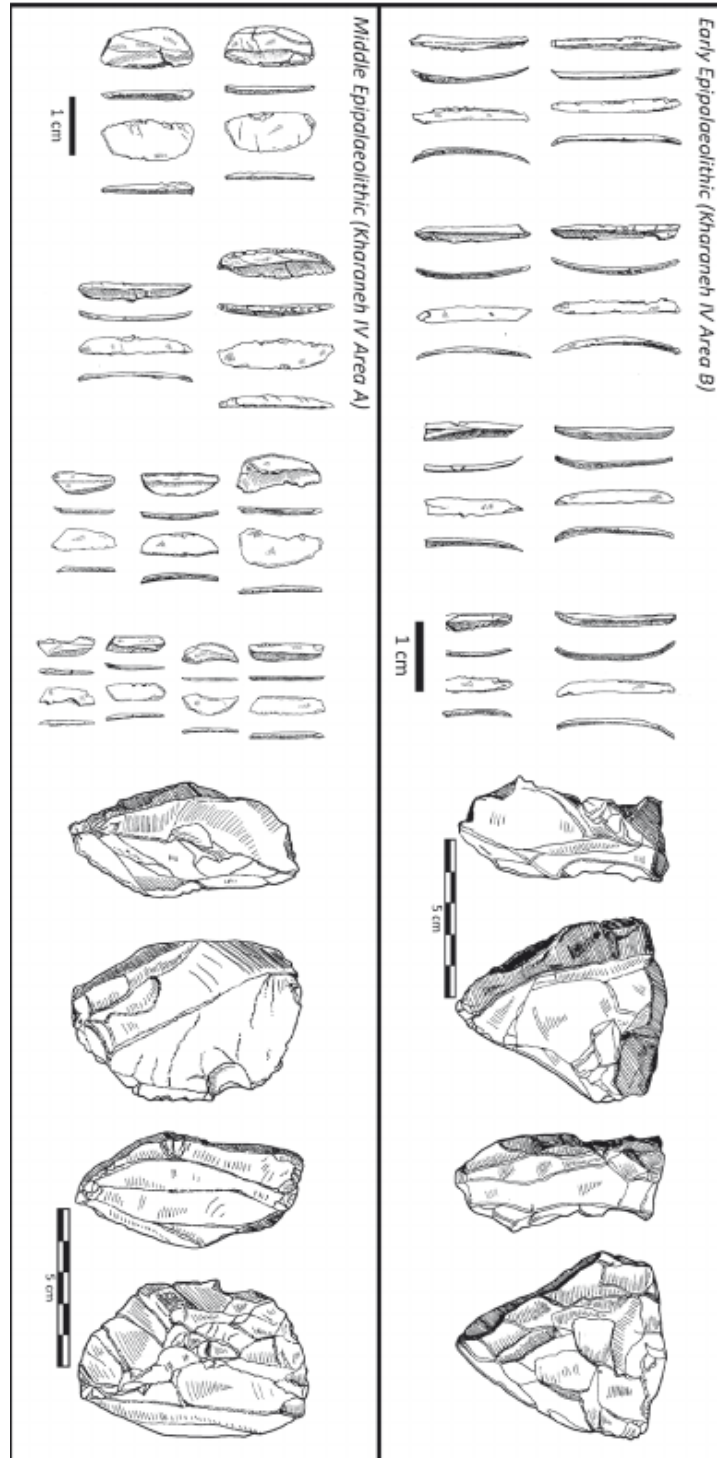 Early Epipalaeolithic (Kharaneh IV Area B)
1 cm
5 cm
Middle Epipalaeolithic (Kharaneh IV Area A)
1 cm
5 cm